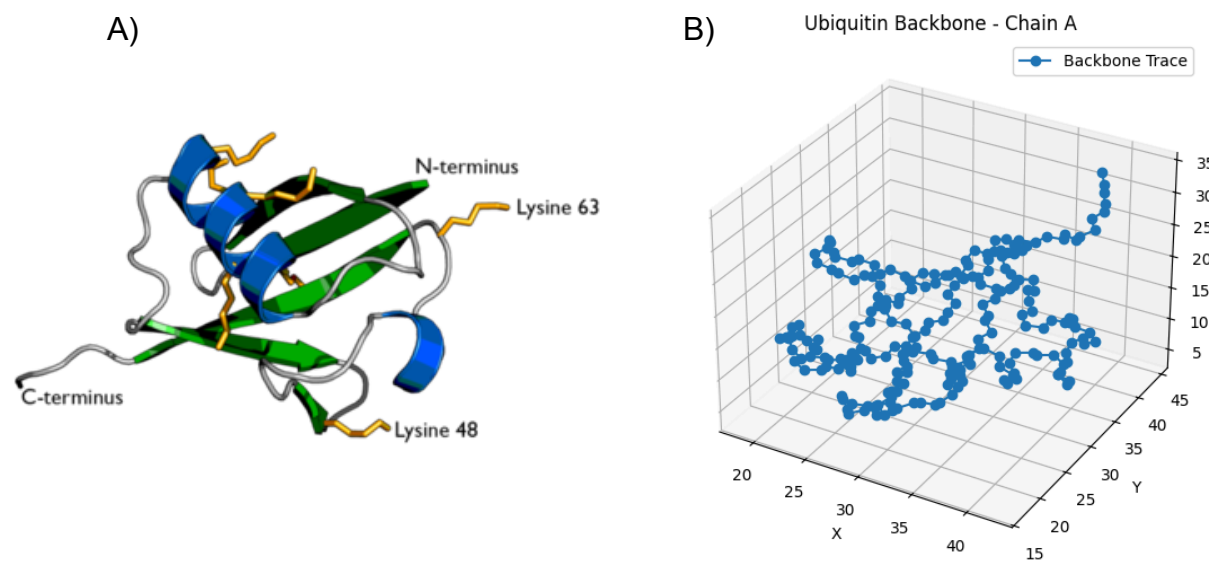 A)
N-terminus
Lysine 63
C-terminus
Lysine 48
B)
Ubiquitin Backbone - Chain A
Backbone Trace
35
30
25
20
15
10
5
45
40
35
30
25
20
15
Y
20
25
30
35
40
X